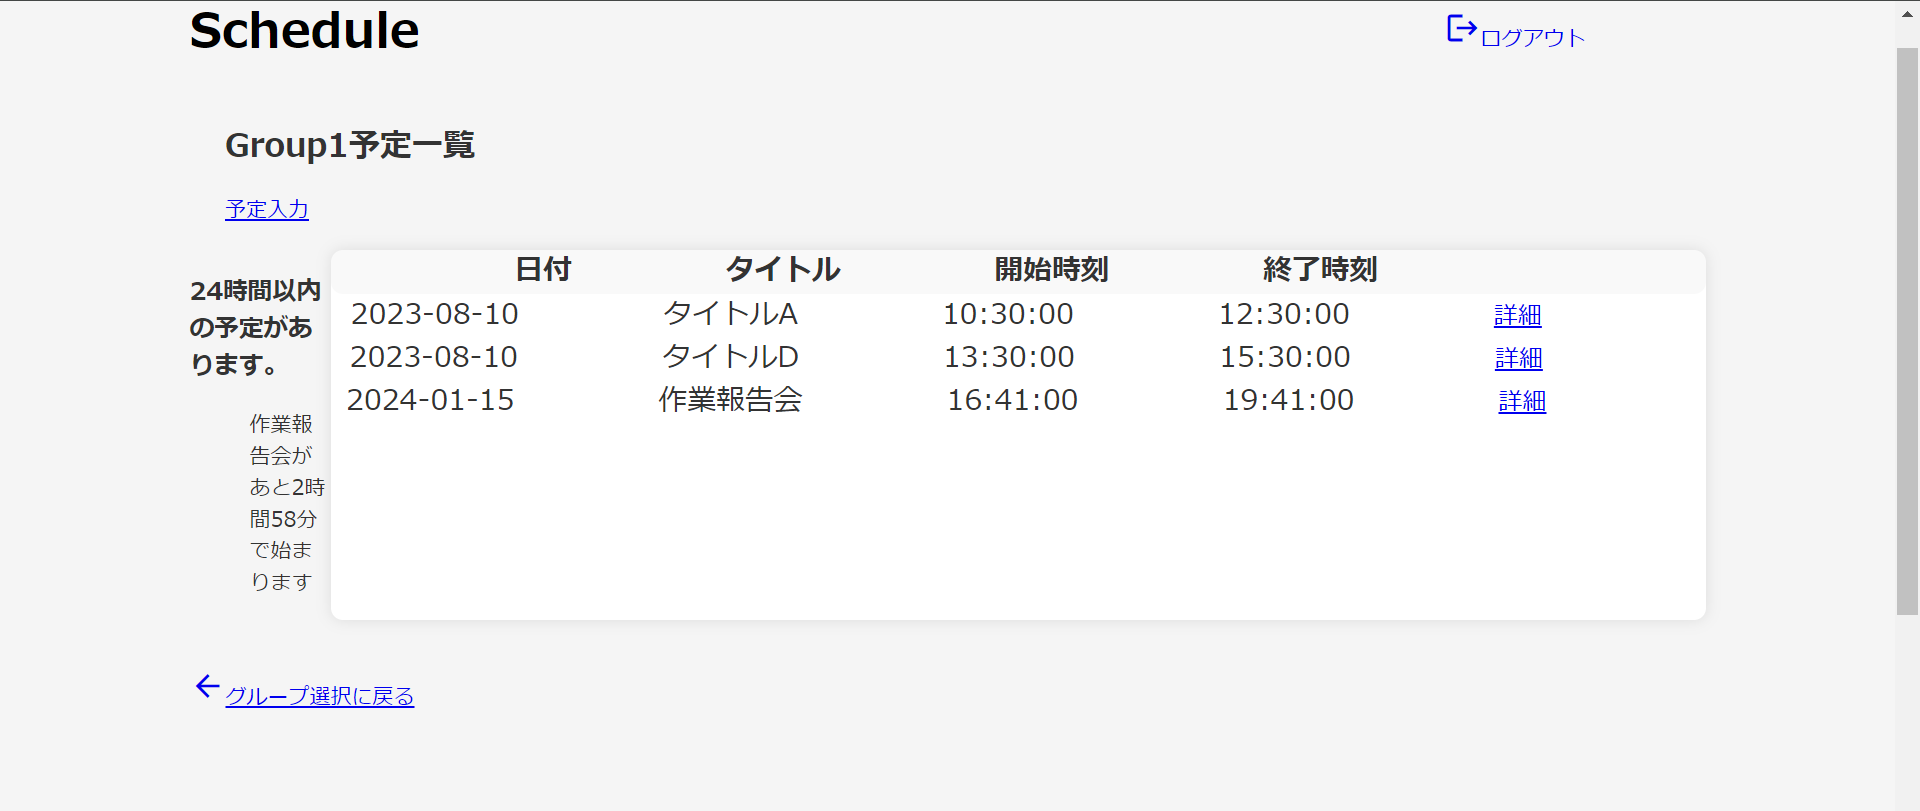 Schedule
ログアウト
Group1予定一覧
予定入力
24時間以内
の予定があ
ります。
作業報
告会が
あと2時
間58分
で始ま
ります
日付 タイトル 開始時刻 終了時刻
2023-08-10 タイトルA 10:30:00 12:30:00 詳細
2023-08-10 タイトルD 13:30:00 15:30:00 詳細
2024-01-15 作業報告会 16:41:00 19:41:00 詳細
グループ選択に戻る